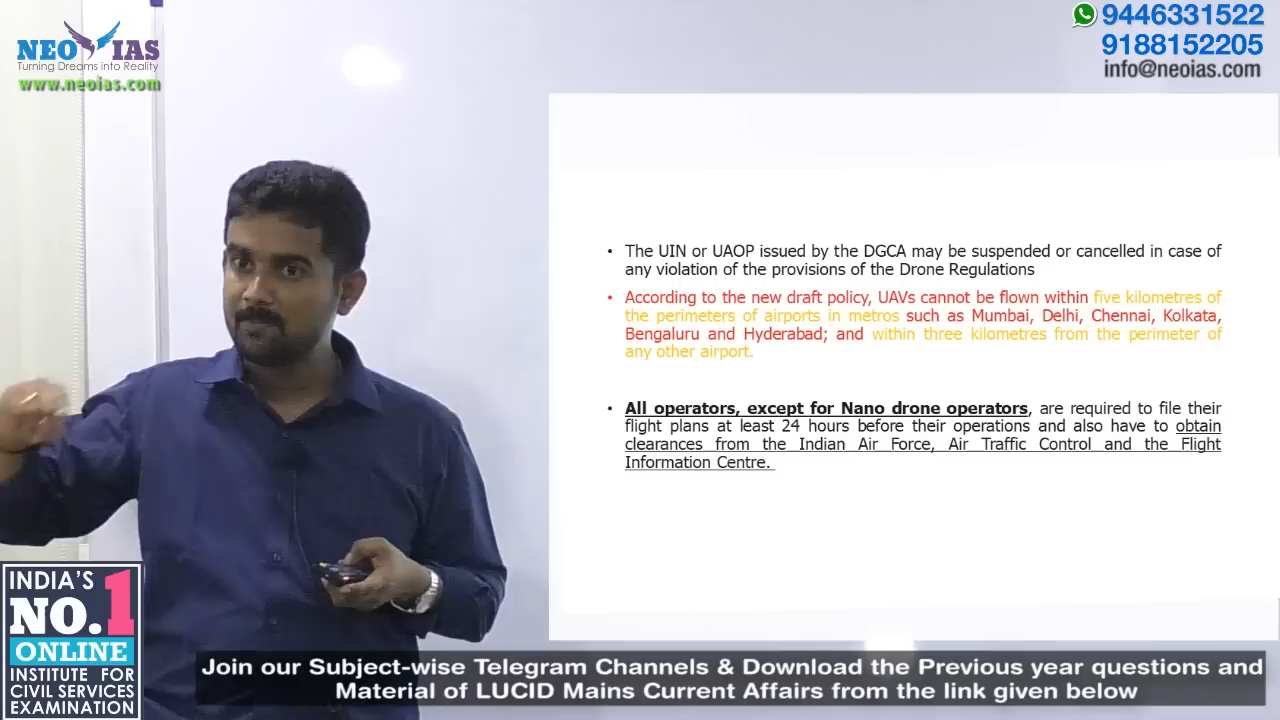 NEO IAS
Turning Dreams into Reality
www.neoias.com
9446331522
9188152205
info@neoias.com
• The UIN or UAOP issued by the DGCA may be suspended or cancelled in case of
any violation of the provisions of the Drone Regulations
• According to the new draft policy, UAVs cannot be flown within five kilometres of
the perimeters of airports in metros such as Mumbai, Delhi, Chennai, Kolkata,
Bengaluru and Hyderabad; and within three kilometres from the perimeter of
any other airport.
• All operators, except for Nano drone operators, are required to file their
flight plans at least 24 hours before their operations and also have to obtain
clearances from the Indian Air Force, Air Traffic Control and the Flight
Information Centre.
INDIA'S
NO.1
ONLINE
INSTITUTE FOR
CIVIL SERVICES
EXAMINATION
Join our Subject-wise Telegram Channels & Download the Previous year questions and
Material of LUCID Mains Current Affairs from the link given below